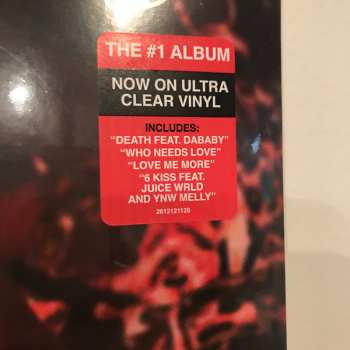 THE #1 ALBUM
NOW ON ULTRA
CLEAR VINYL
INCLUDES:
"DEATH FEAT. DABABY"
"WHO NEEDS LOVE"
"LOVE ME MORE"
"6 KISS FEAT.
JUICE WRLD
AND YNW MELLY"
2612121120